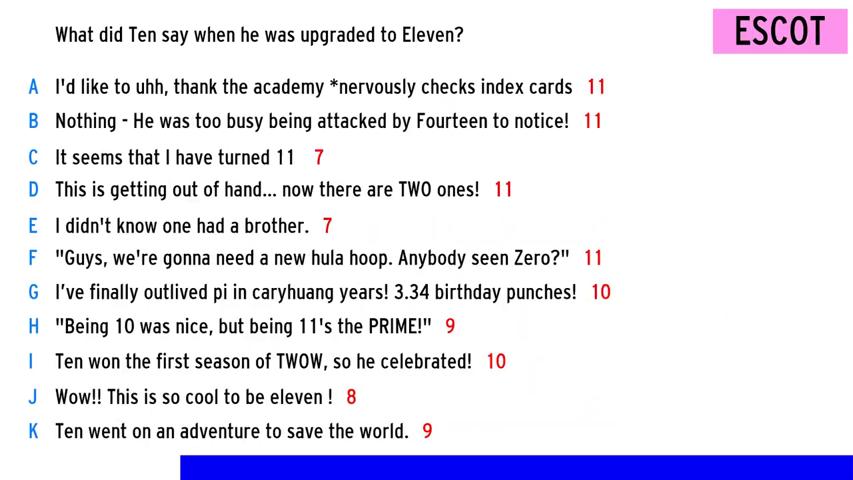 What did Ten say when he was upgraded to Eleven?
ESCOT
A I'd like to uhh, thank the academy *nervously checks index cards 11
B Nothing - He was too busy being attacked by Fourteen to notice! 11
C It seems that I have turned 11 7
D This is getting out of hand... now there are TWO ones! 11
E I didn't know one had a brother. 7
F "Guys, we're gonna need a new hula hoop. Anybody seen Zero?" 11
G I’ve finally outlived pi in caryhuang years! 3.34 birthday punches! 10
H "Being 10 was nice, but being 11's the PRIME!" 9
I Ten won the first season of TWOW, so he celebrated! 10
J Wow!! This is so cool to be eleven ! 8
K Ten went on an adventure to save the world. 9